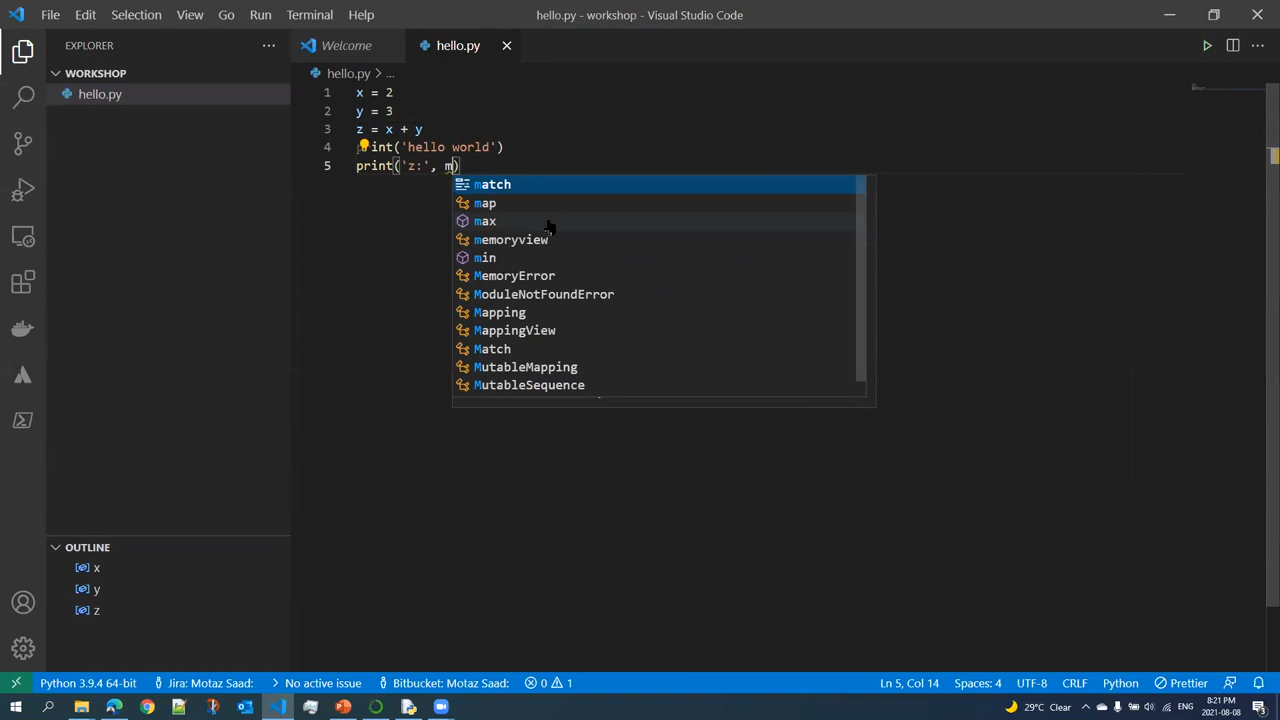 File Edit Selection View Go Run Terminal Help hello.py - workshop - Visual Studio Code
EXPLORER
Welcome hello.py
WORKSHOP
hello.py
hello.py > ...
1 x = 2
2 y = 3
3 z = x + y
4 int('hello world')
5 print('z:', m)
match
map
max
memoryview
min
MemoryError
ModuleNotFoundError
Mapping
MappingView
Match
MutableMapping
MutableSequence
OUTLINE
x
y
z
Python 3.9.4 64-bit Jira: Motaz Saad: No active issue Bitbucket: Motaz Saad: 0 1 Ln 5, Col 14 Spaces: 4 UTF-8 CRLF Python Prettier
29°C Clear ENG 8:21 PM
2021-08-08